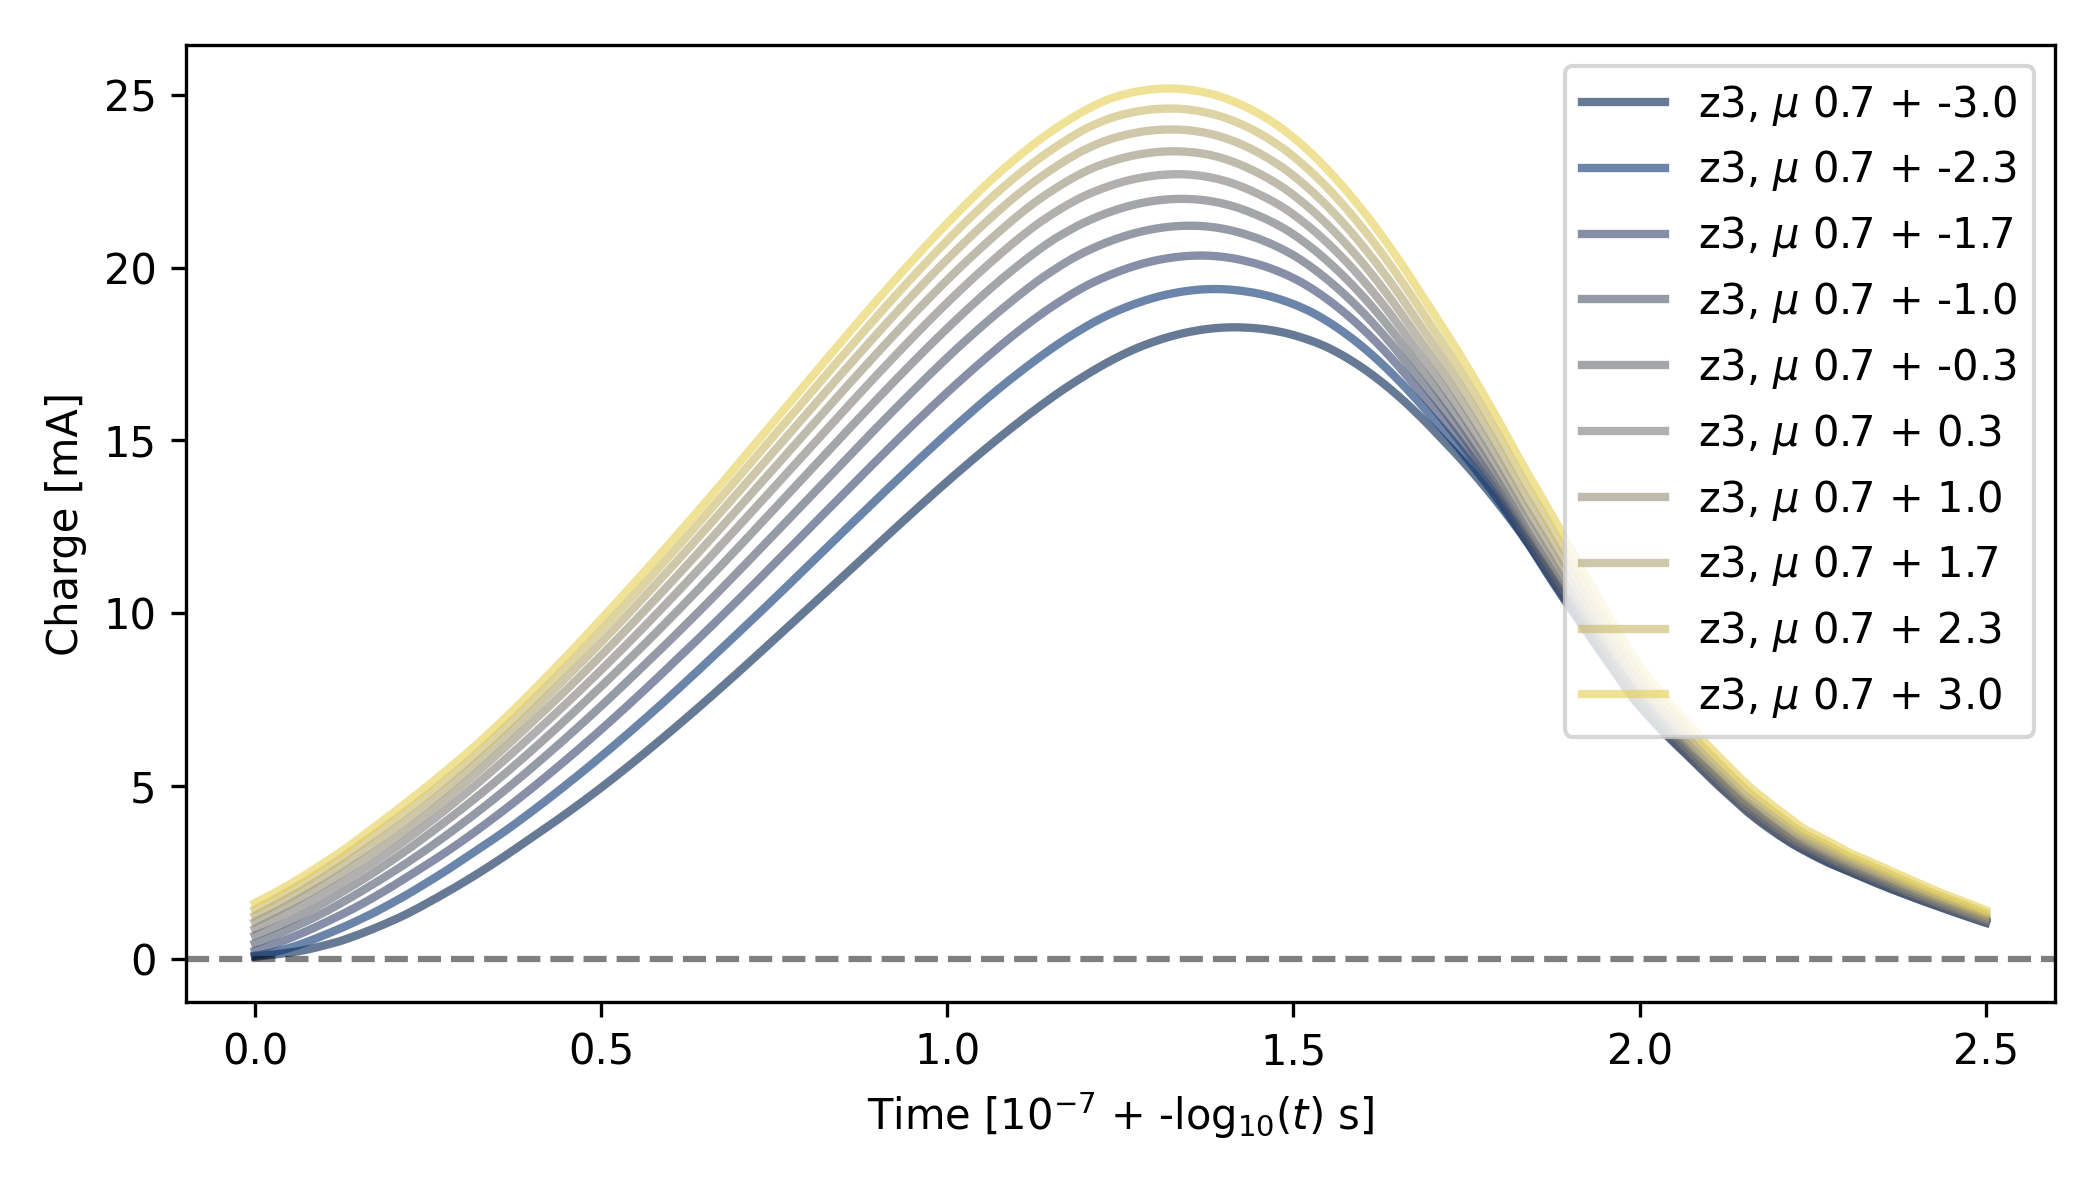 25
20
15
10
5
0
Charge [mA]
0.0 0.5 1.0 1.5 2.0 2.5
Time [10⁻⁷ + -log₁₀(t) s]
z3, μ 0.7 + -3.0
z3, μ 0.7 + -2.3
z3, μ 0.7 + -1.7
z3, μ 0.7 + -1.0
z3, μ 0.7 + -0.3
z3, μ 0.7 + 0.3
z3, μ 0.7 + 1.0
z3, μ 0.7 + 1.7
z3, μ 0.7 + 2.3
z3, μ 0.7 + 3.0